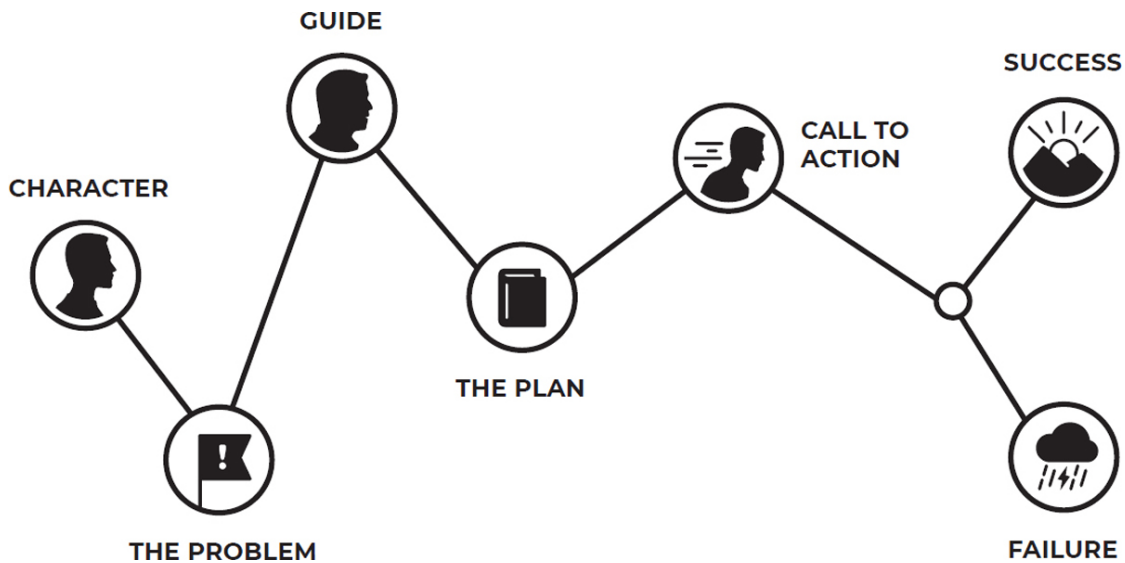 GUIDE
SUCCESS
CALL TO
ACTION
CHARACTER
!
THE PLAN
THE PROBLEM
FAILURE